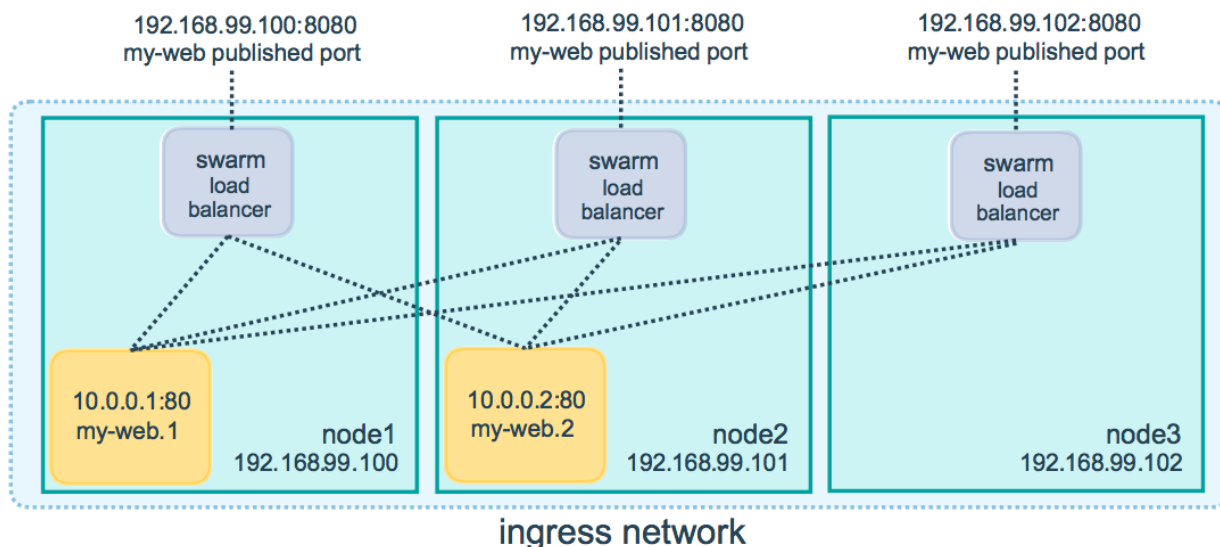 192.168.99.100:8080
my-web published port
192.168.99.101:8080
my-web published port
192.168.99.102:8080
my-web published port
swarm
load
balancer
swarm
load
balancer
swarm
load
balancer
10.0.0.1:80
my-web.1
node1
192.168.99.100
10.0.0.2:80
my-web.2
node2
192.168.99.101
node3
192.168.99.102
ingress network